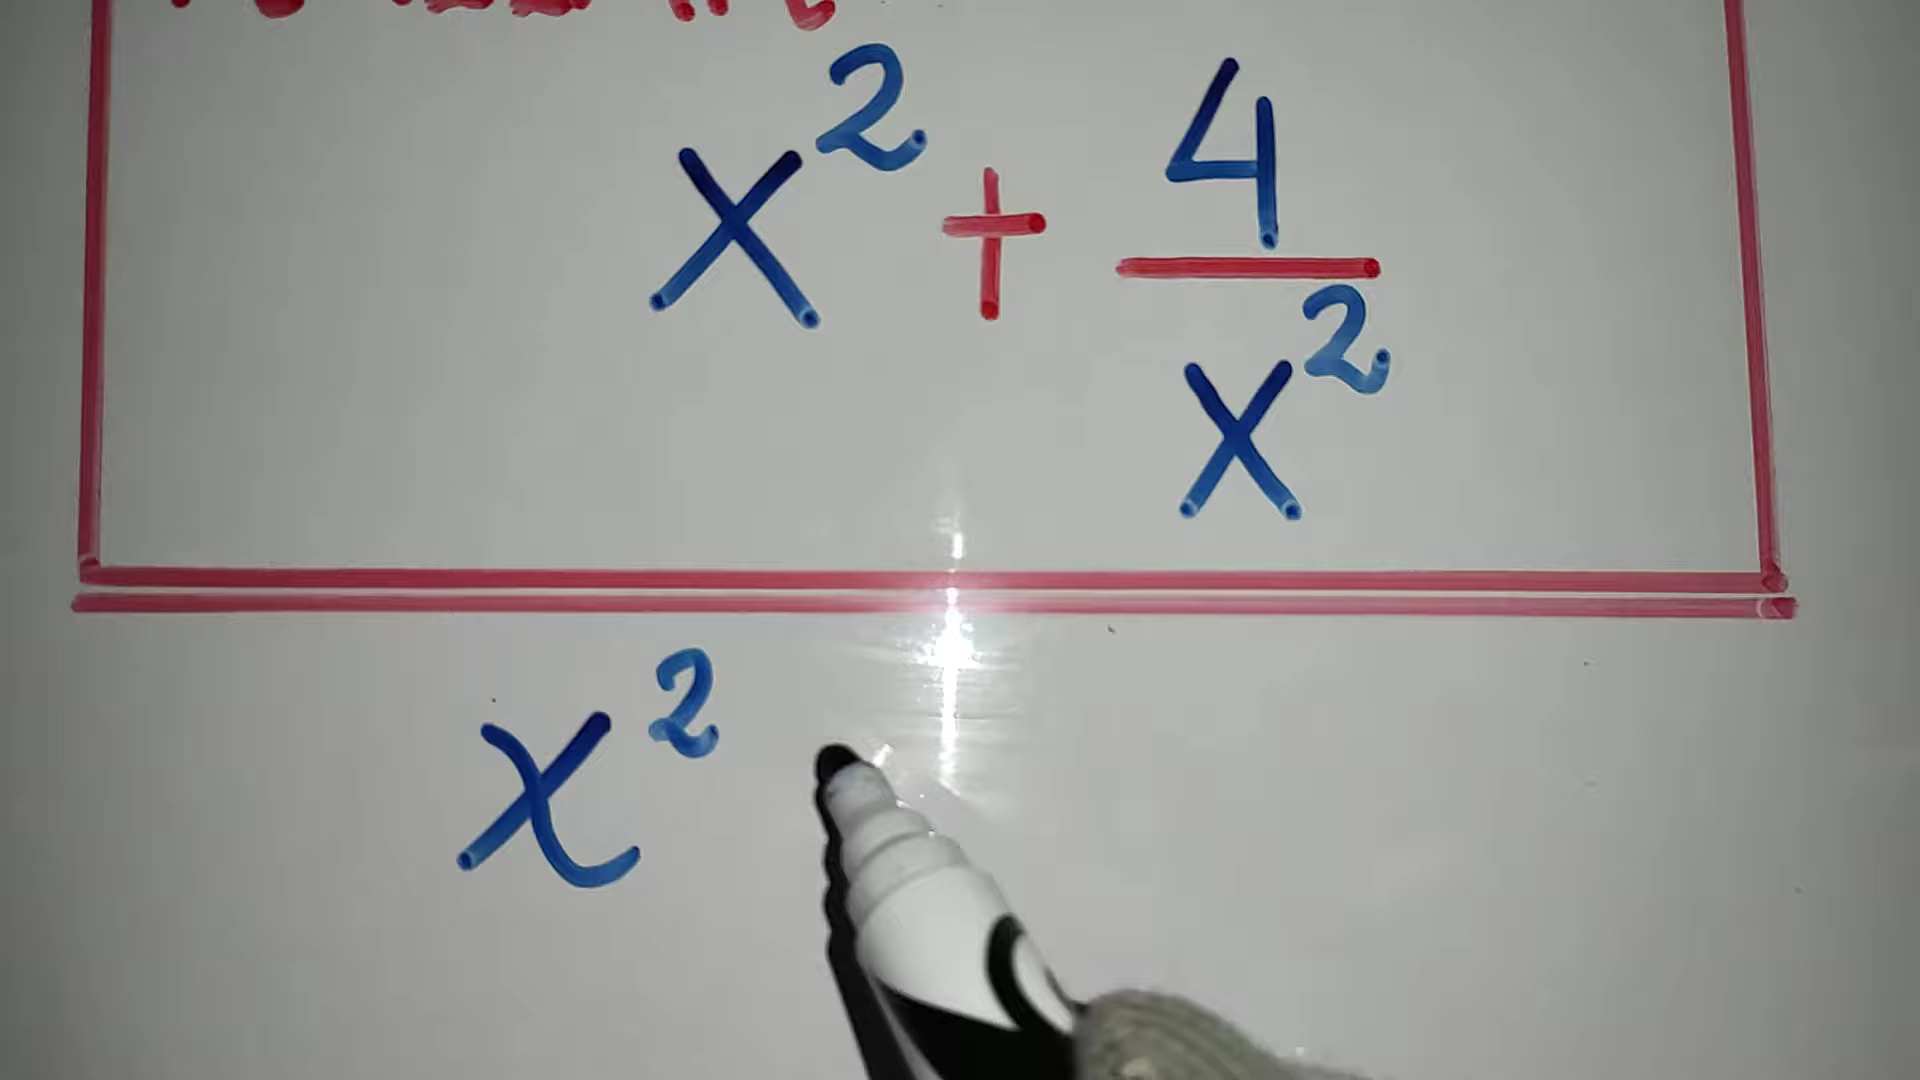 x² + 4/x²
x²